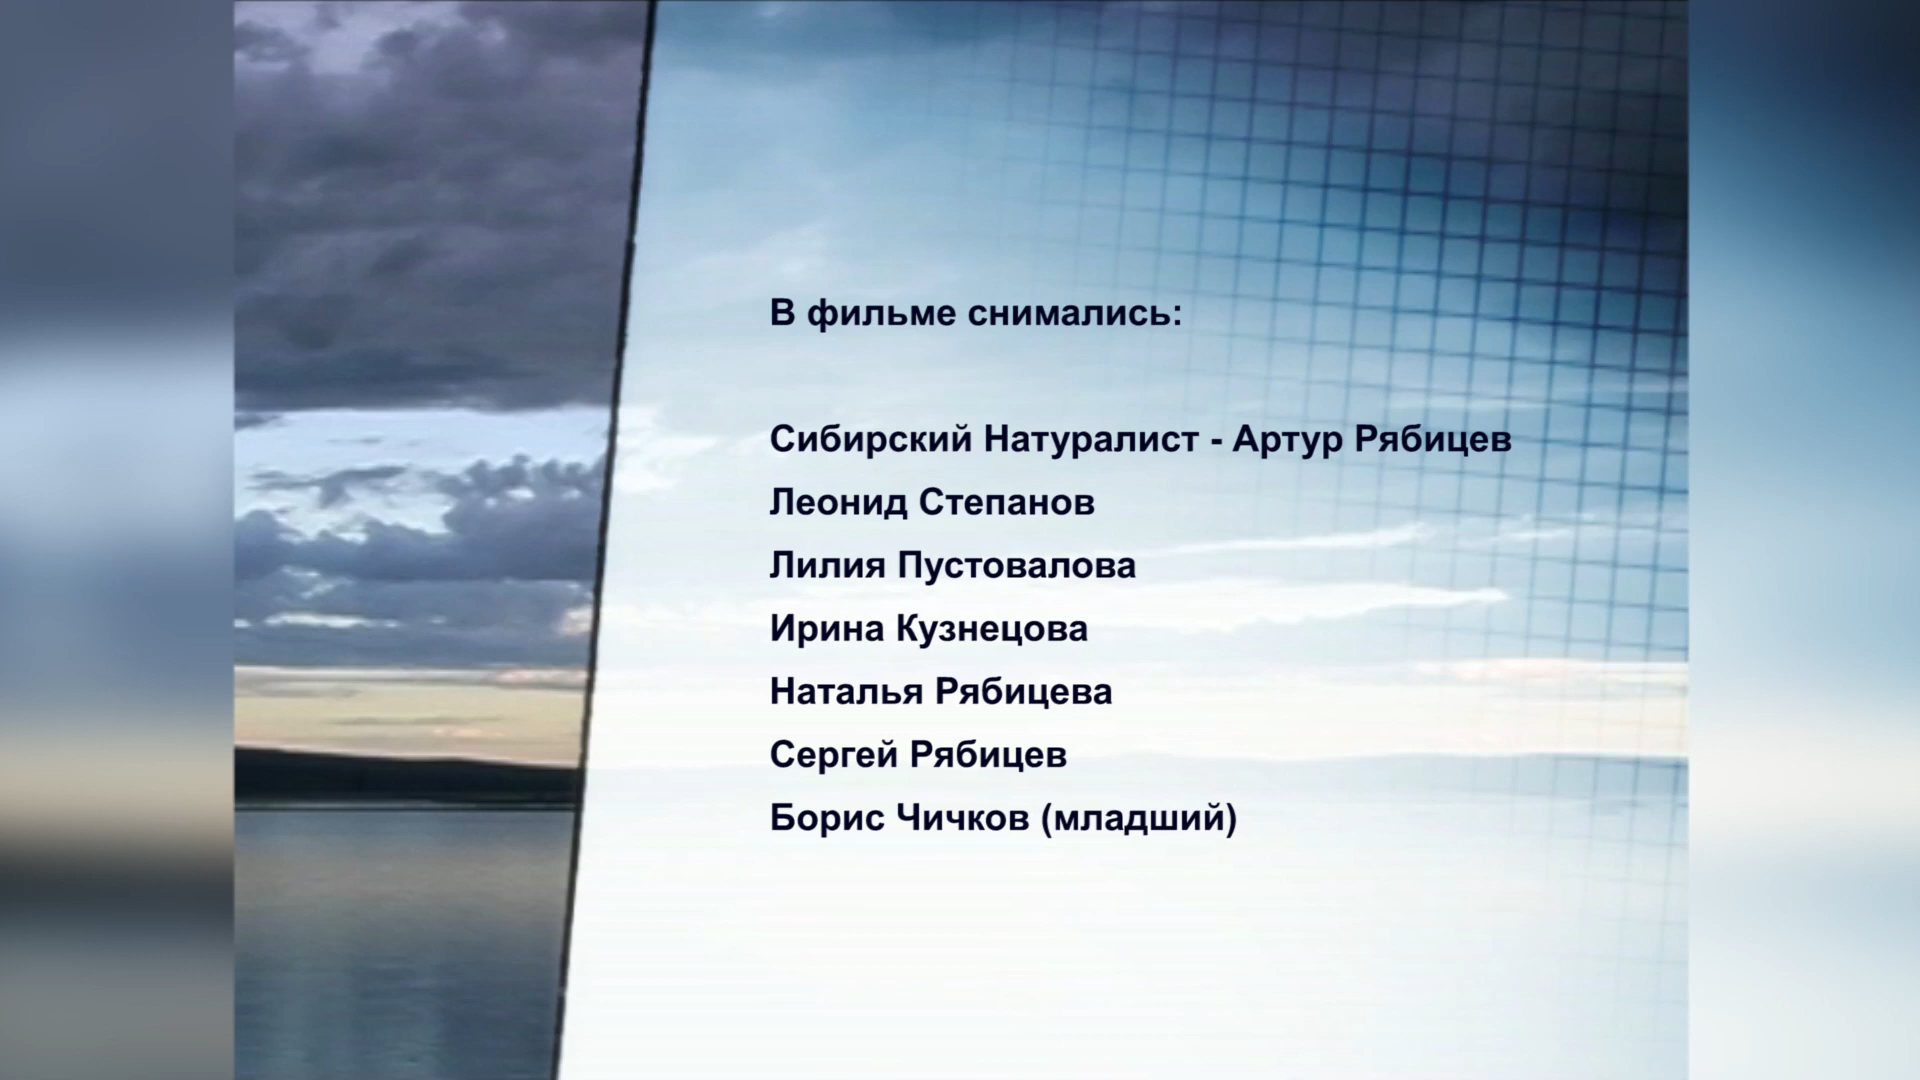 В фильме снимались:
Сибирский Натуралист - Артур Рябицев
Леонид Степанов
Лилия Пустовалова
Ирина Кузнецова
Наталья Рябицева
Сергей Рябицев
Борис Чичков (младший)